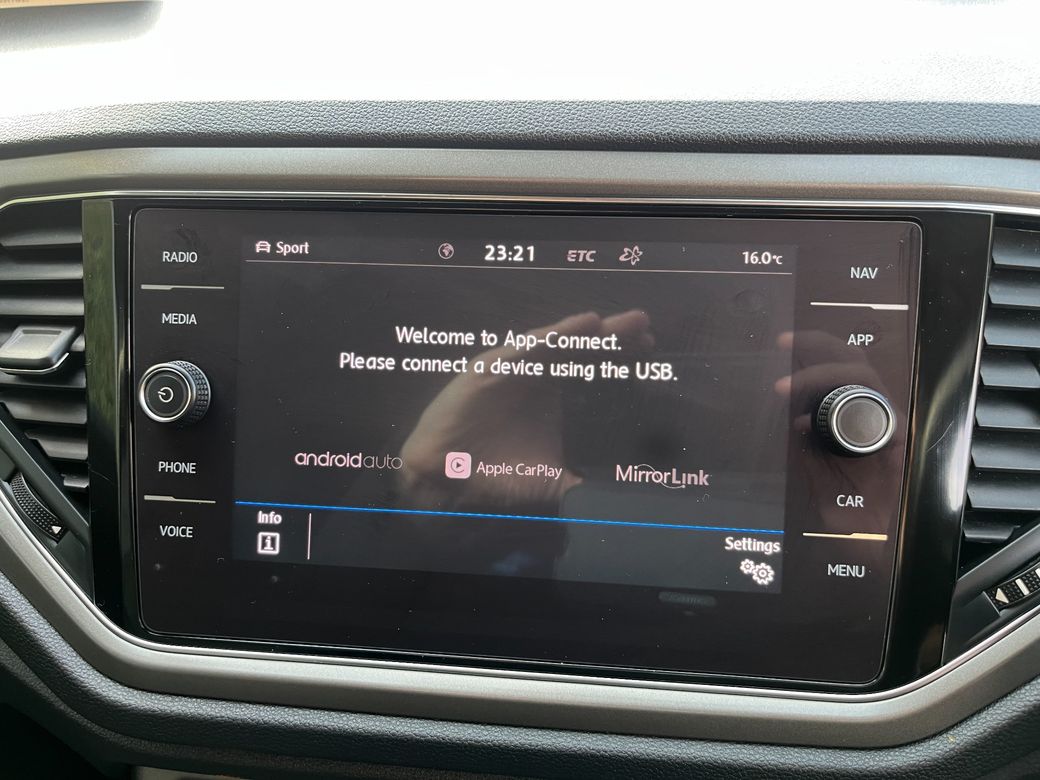 RADIO
MEDIA
PHONE
VOICE
Sport
23:21
ETC
16.0°C
Welcome to App-Connect.
Please connect a device using the USB.
androidauto
Apple CarPlay
MirrorLink
Info
i
Settings
NAV
APP
CAR
MENU